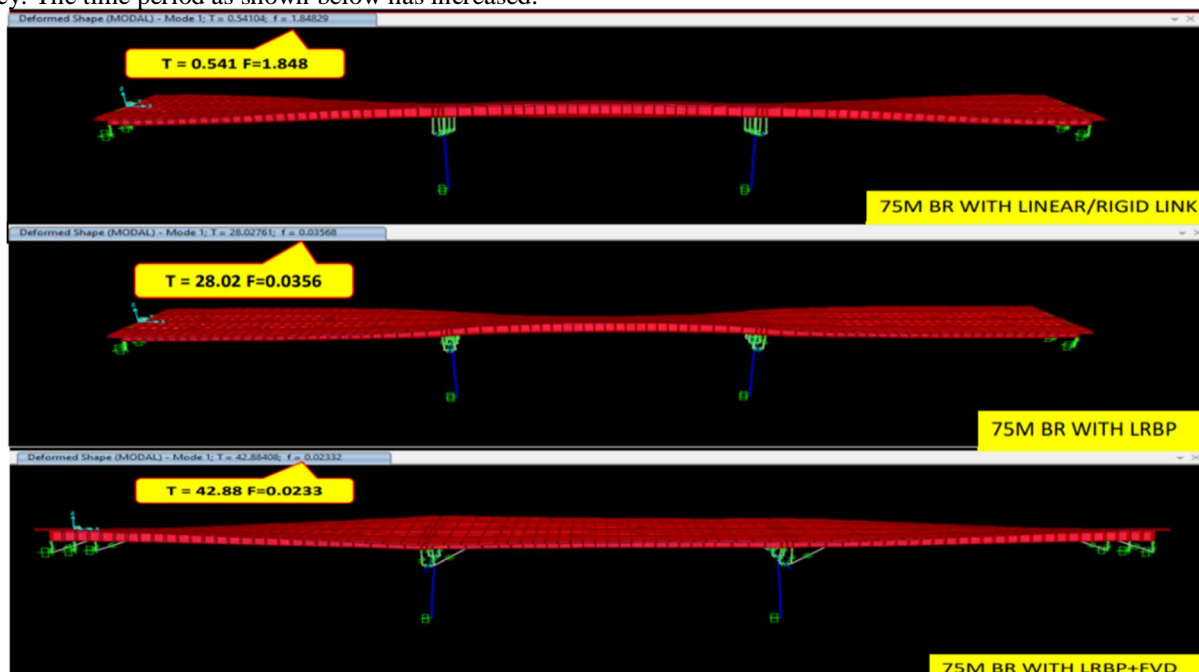 ey. The time period as shown below has increased.
Deformed Shape (MODAL) - Mode 1; T = 0.54104; f = 1.84829
T = 0.541 F=1.848
75M BR WITH LINEAR/RIGID LINK
Deformed Shape (MODAL) - Mode 1; T = 28.02761; f = 0.03568
T = 28.02 F=0.0356
75M BR WITH LRBP
Deformed Shape (MODAL) - Mode 1; T = 42.88408; f = 0.02332
T = 42.88 F=0.0233
75M BR WITH LRBP+FVD